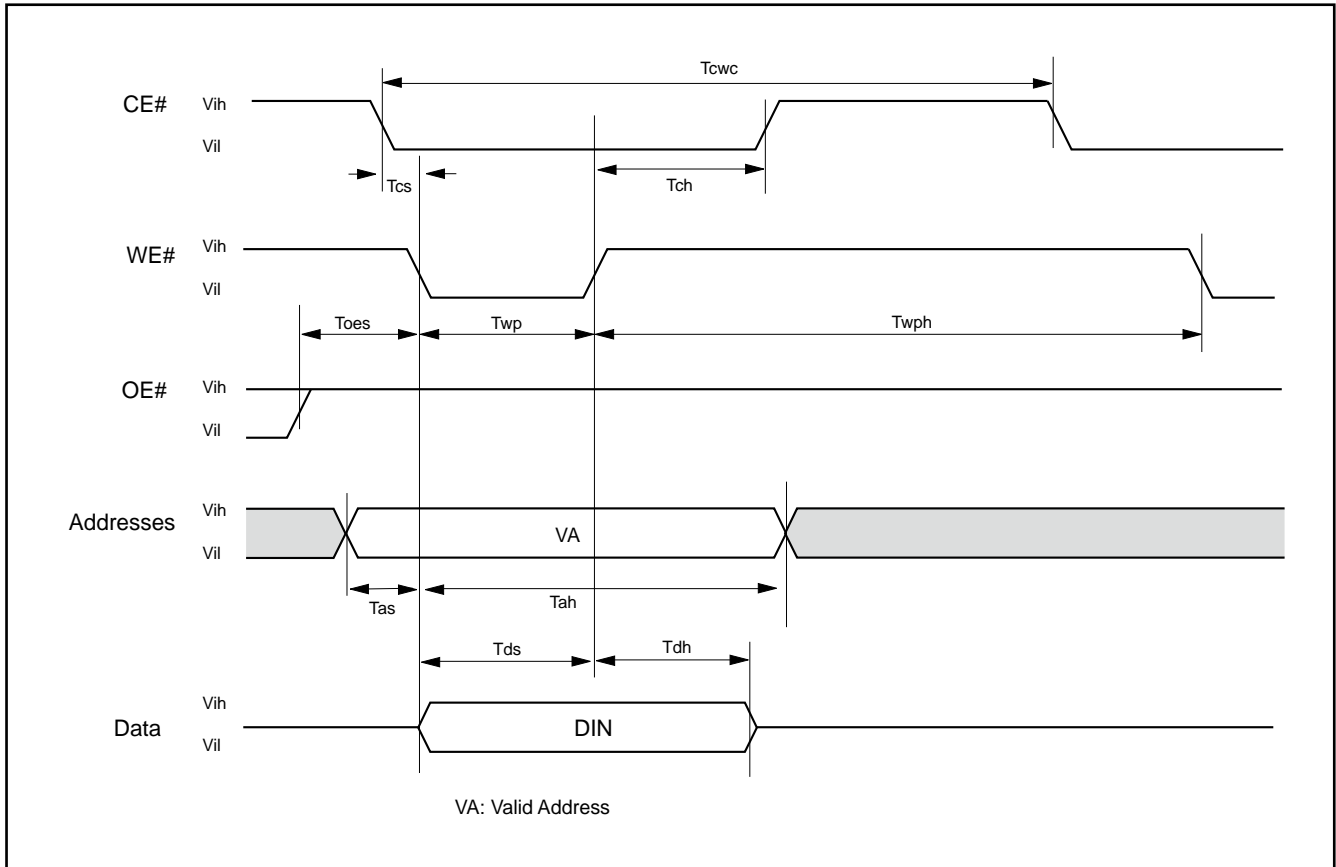 Tcwc
CE# Vih
Vil
Tcs Tch
WE# Vih
Vil
Toes Twp Twph
OE# Vih
Vil
Addresses Vih
Vil
VA
Tas Tah
Tds Tdh
Data Vih
Vil
DIN
VA: Valid Address